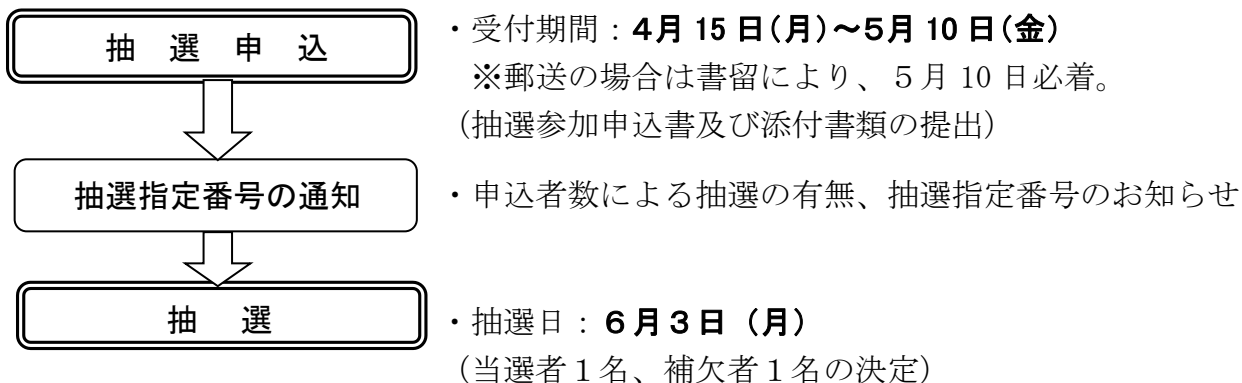 抽 選 申 込
・受付期間：４月 15 日（月）～５月 10 日（金）
※郵送の場合は書留により、５月 10 日必着。
（抽選参加申込書及び添付書類の提出）
抽選指定番号の通知
・申込者数による抽選の有無、抽選指定番号のお知らせ
抽 選
・抽選日：６月３日（月）
（当選者１名、補欠者１名の決定）